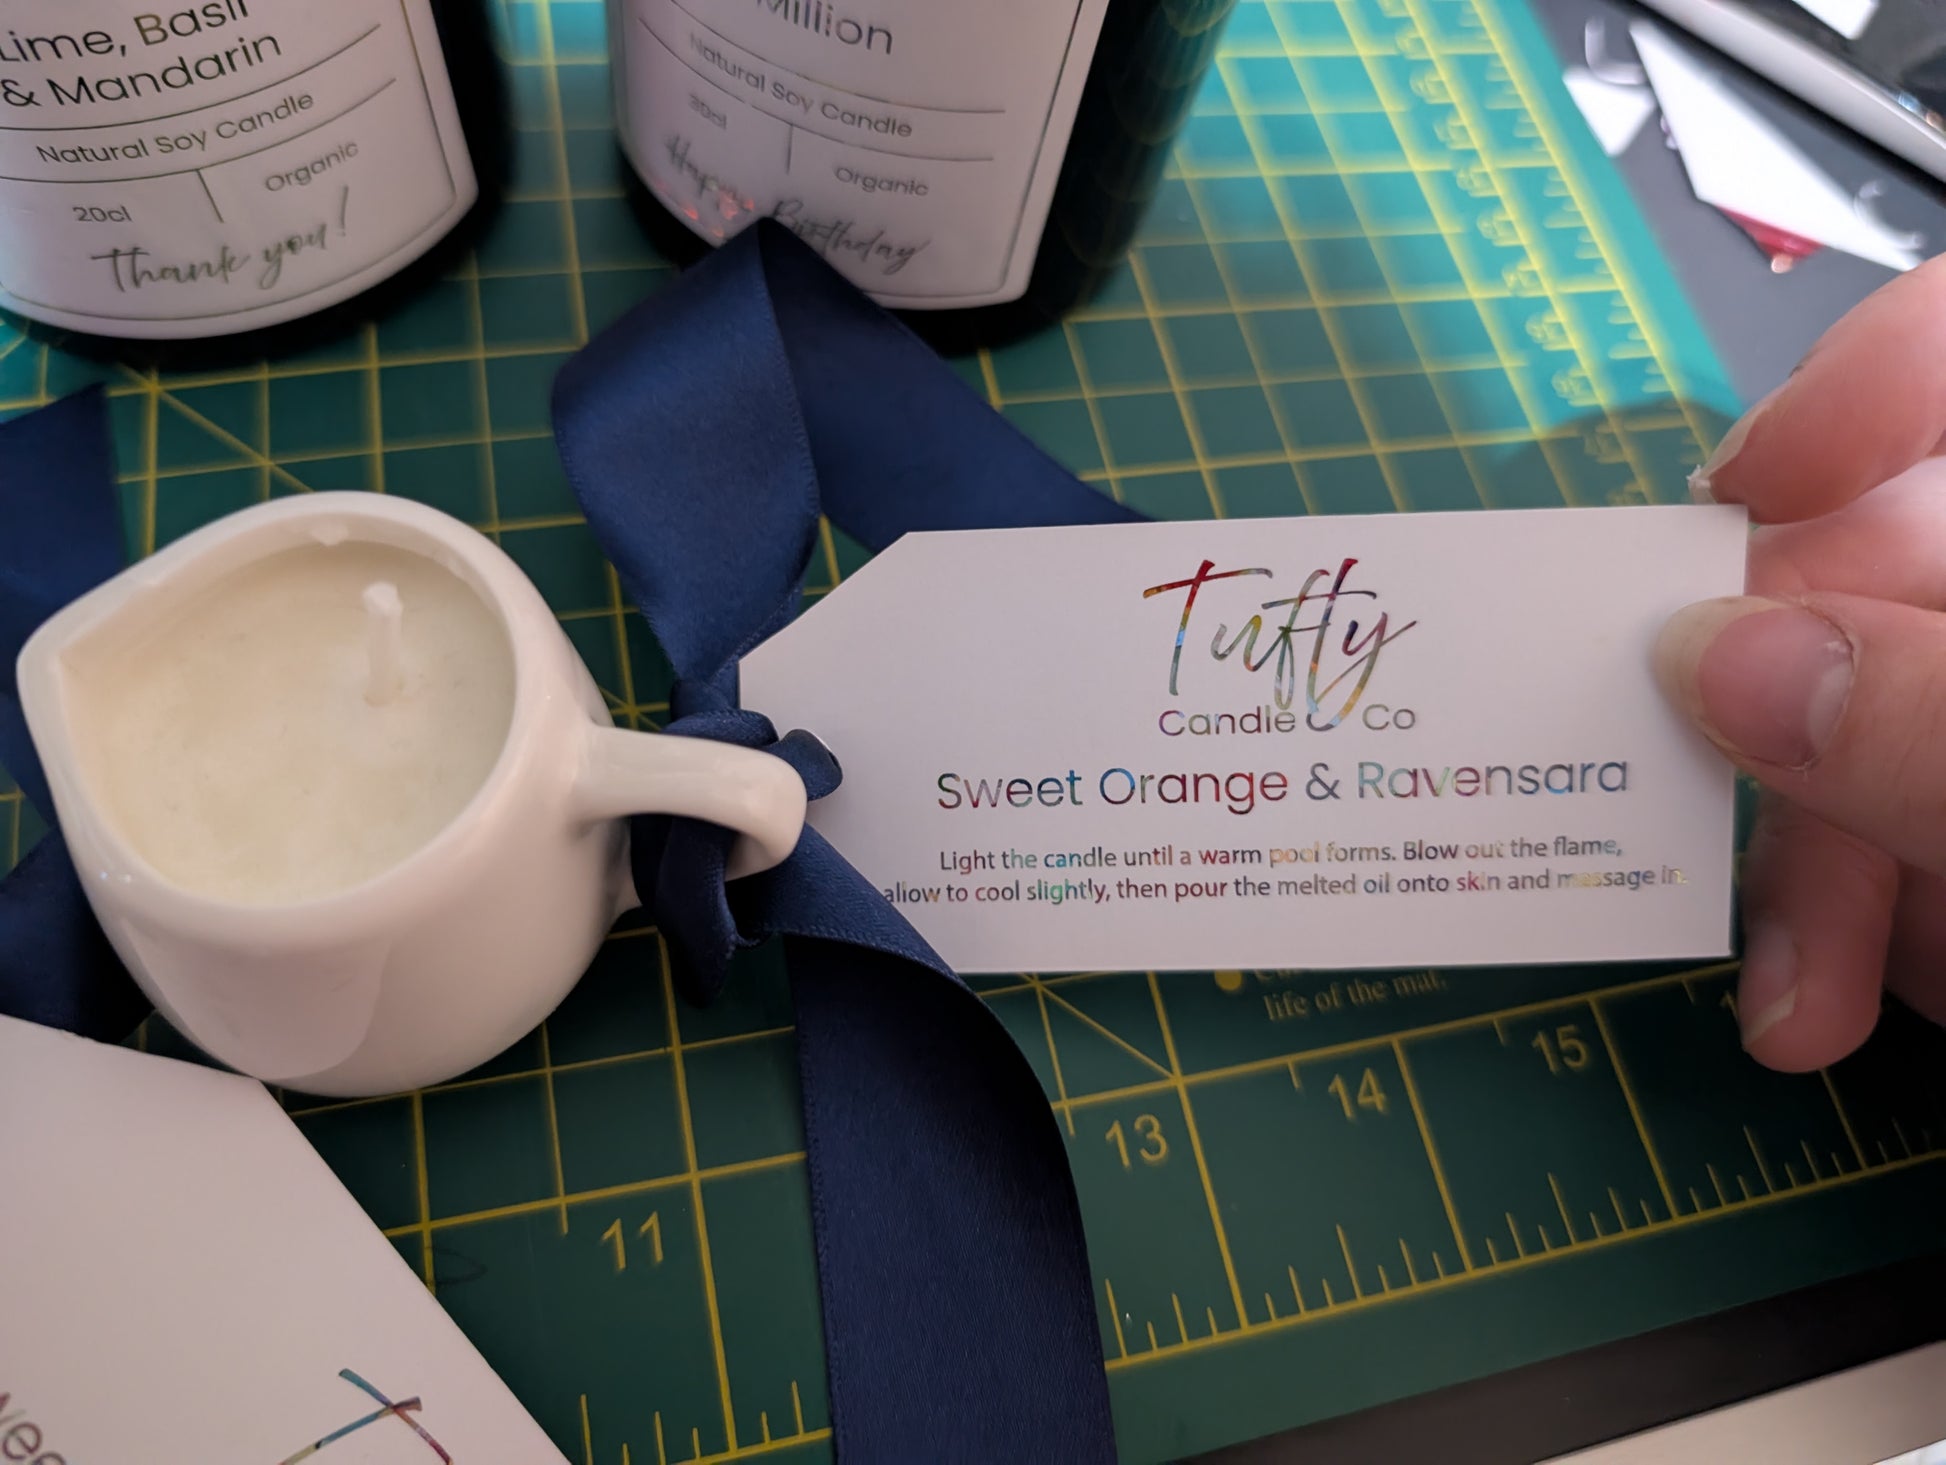 Lime, Basil
& Mandarin
Natural Soy Candle
20cl
Organic
Thank you!
Million
Natural Soy Candle
30cl
Organic
Happy Birthday
Tufty
Candle Co
Sweet Orange & Ravensara
Light the candle until a warm pool forms. Blow out the flame,
allow to cool slightly, then pour the melted oil onto skin and massage in.
life of the mat.
11
13
14
15